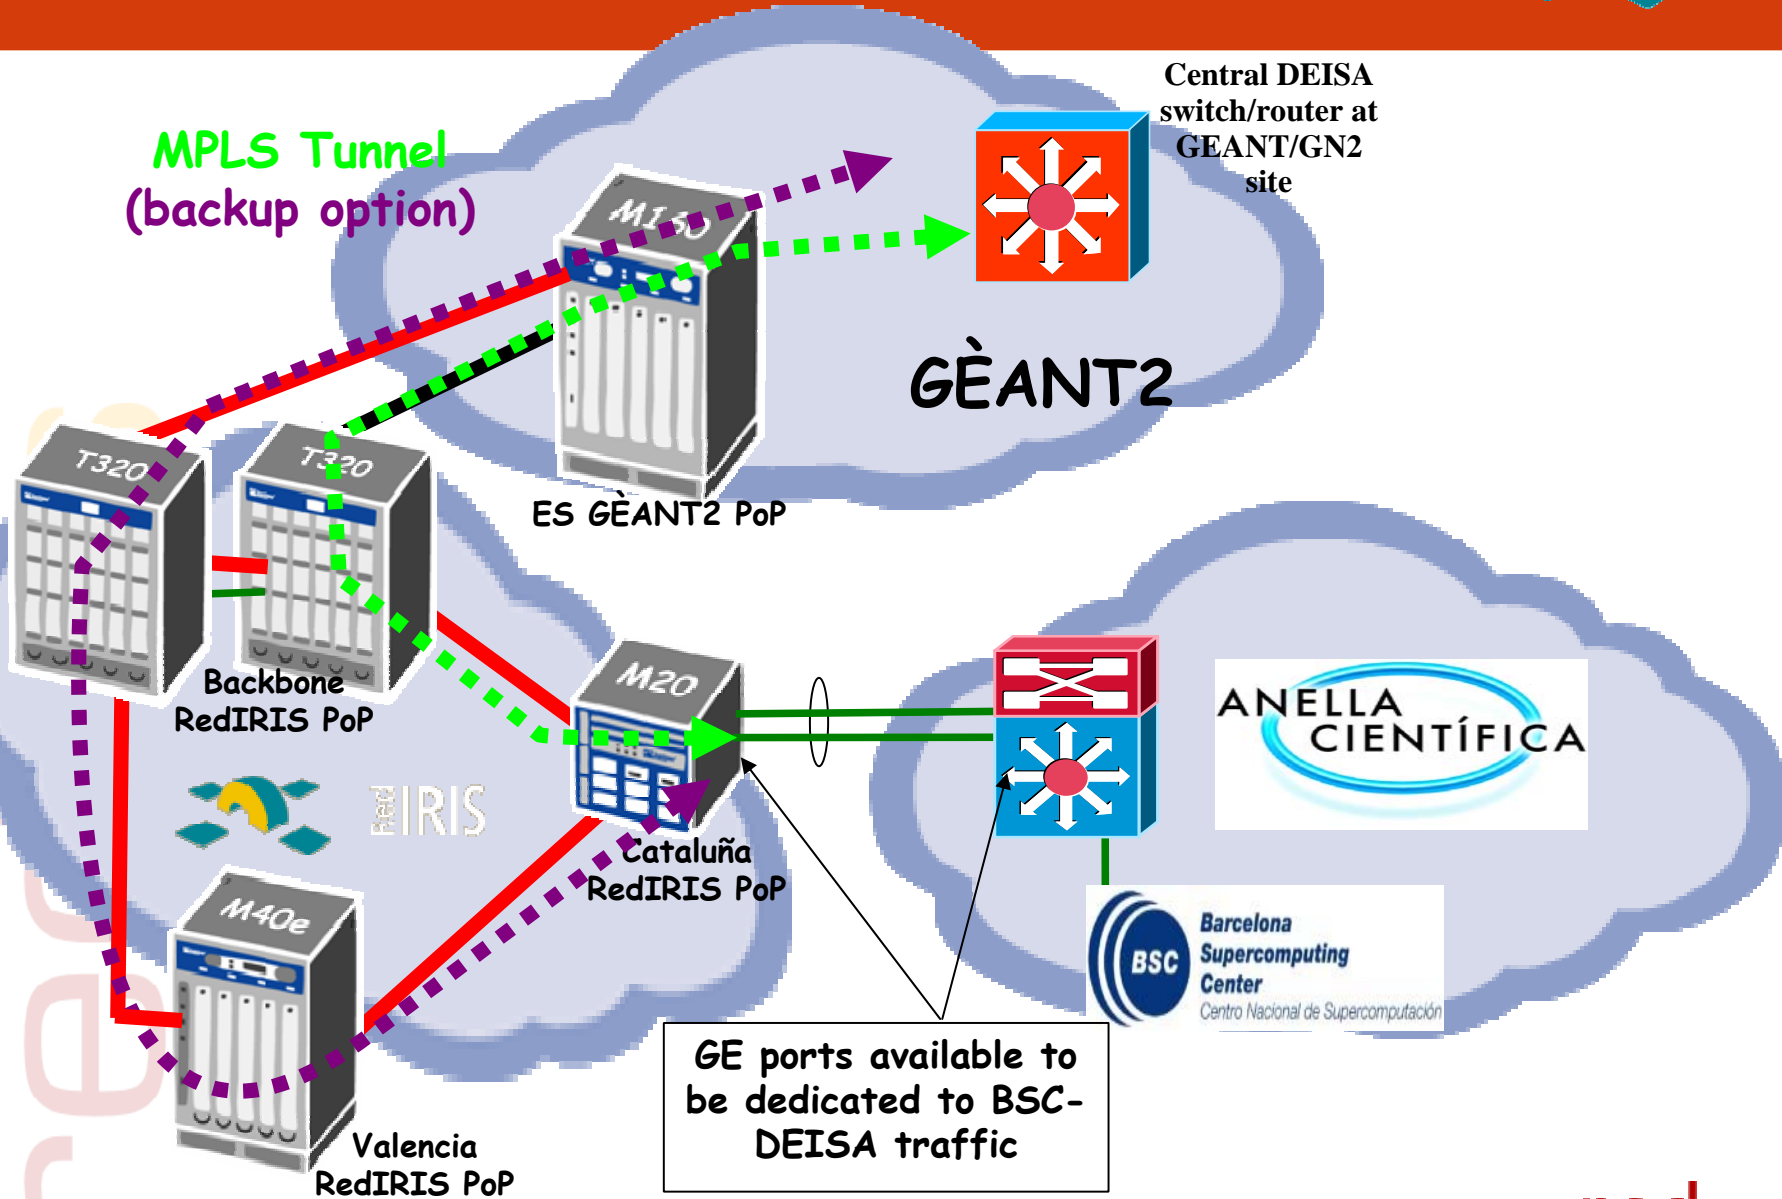 Central DEISA
switch/router at
GEANT/GN2
site
MPLS Tunnel
(backup option)
M160
GÈANT2
T320
T320
ES GÈANT2 PoP
Backbone
RedIRIS PoP
M20
ANELLA
CIENTÍFICA
Red
IRIS
Cataluña
RedIRIS PoP
M40e
BSC
Barcelona
Supercomputing
Center
Centro Nacional de Supercomputación
GE ports available to
be dedicated to BSC-
DEISA traffic
Valencia
RedIRIS PoP